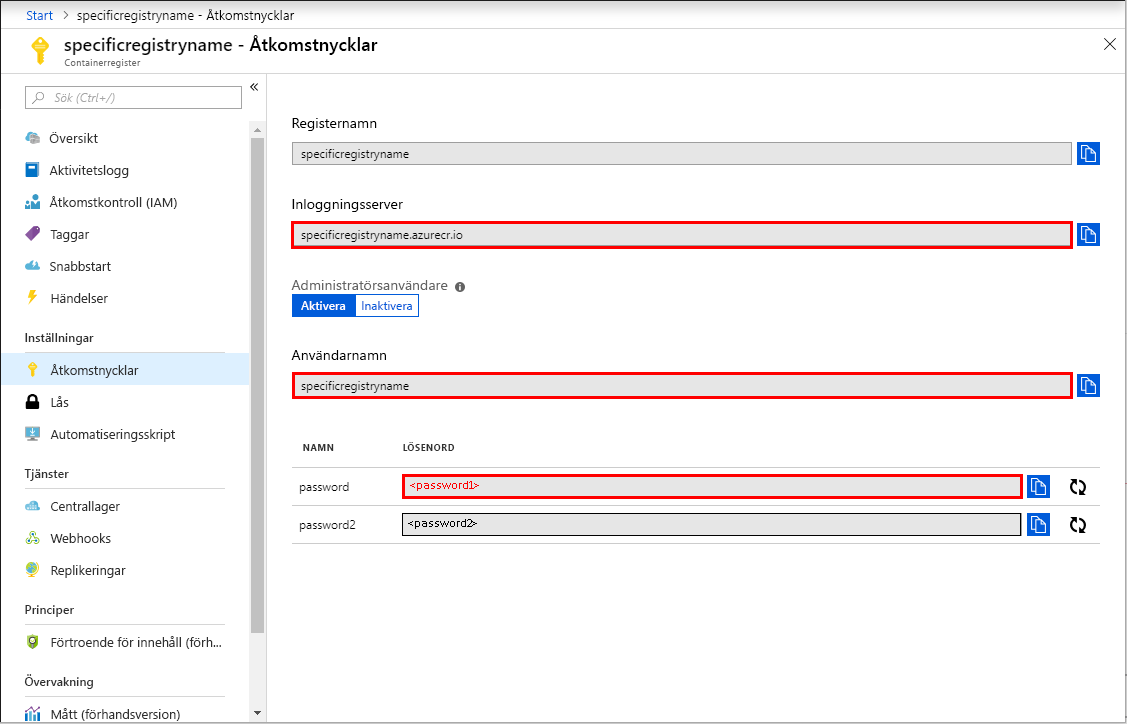 Start > specificregistryname - Åtkomstnycklar
specificregistryname - Åtkomstnycklar
Containerregister
Sök (Ctrl+/)
«
Översikt
Aktivitetslogg
Åtkomstkontroll (IAM)
Taggar
Snabbstart
Händelser
Inställningar
Åtkomstnycklar
Lås
Automatiseringsskript
Tjänster
Centrallager
Webhooks
Replikeringar
Principer
Förtroende för innehåll (förh...
Övervakning
Mått (förhandsversion)
Registernamn
specificregistryname
Inloggningsserver
specificregistryname.azurecr.io
Administratörsanvändare
Aktivera Inaktivera
Användarnamn
specificregistryname
NAMN LÖSENORD
password <password1>
password2 <password2>